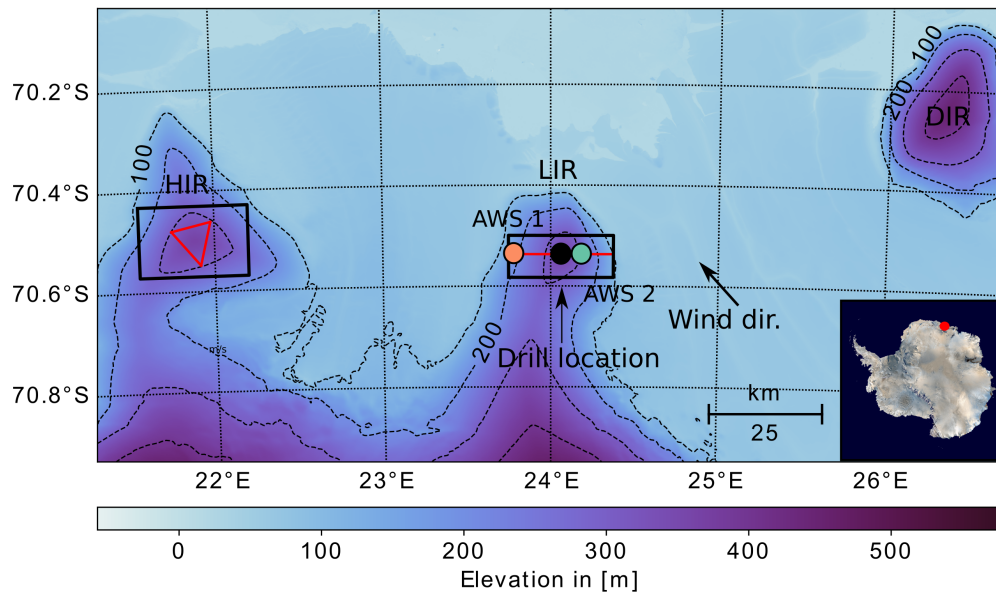 100
200
DIR
100
HIR
LIR
AWS 1
AWS 2
Wind dir.
200
Drill location
km
25
70.2°S
70.4°S
70.6°S
70.8°S
22°E
23°E
24°E
25°E
26°E
0
100
200
300
400
500
Elevation in [m]